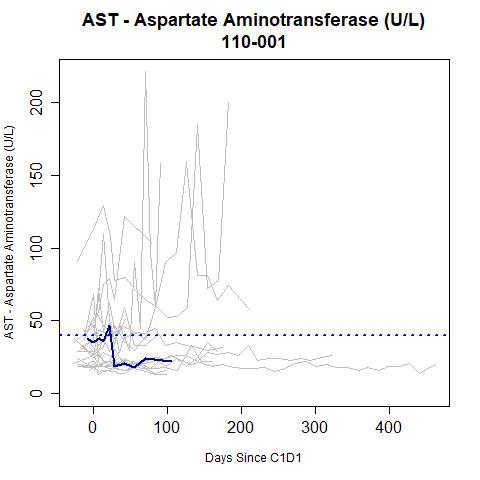 AST - Aspartate Aminotransferase (U/L)
110-001
AST - Aspartate Aminotransferase (U/L)
200
150
100
50
0
0 100 200 300 400
Days Since C1D1